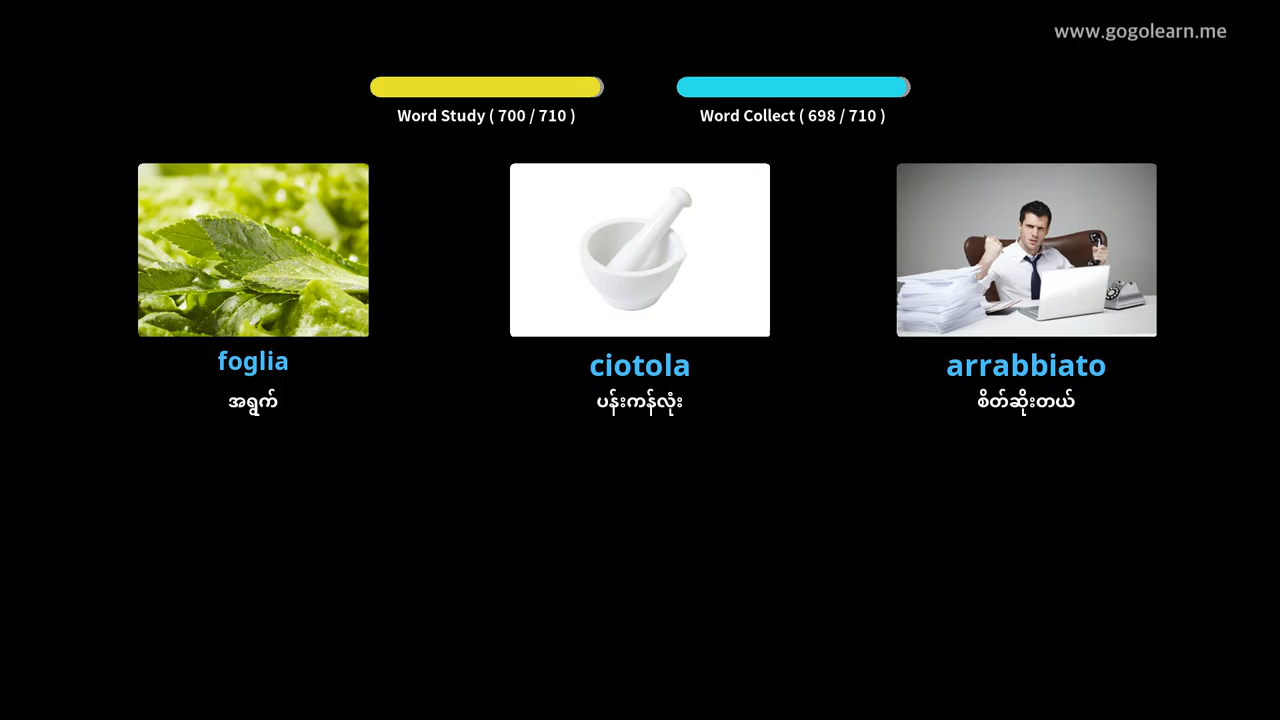 www.gogolearn.me
Word Study ( 700 / 710 )
Word Collect ( 698 / 710 )
foglia
ciotola
arrabbiato
အရွက်
ပန်းကန်လုံး
စိတ်ဆိုးတယ်